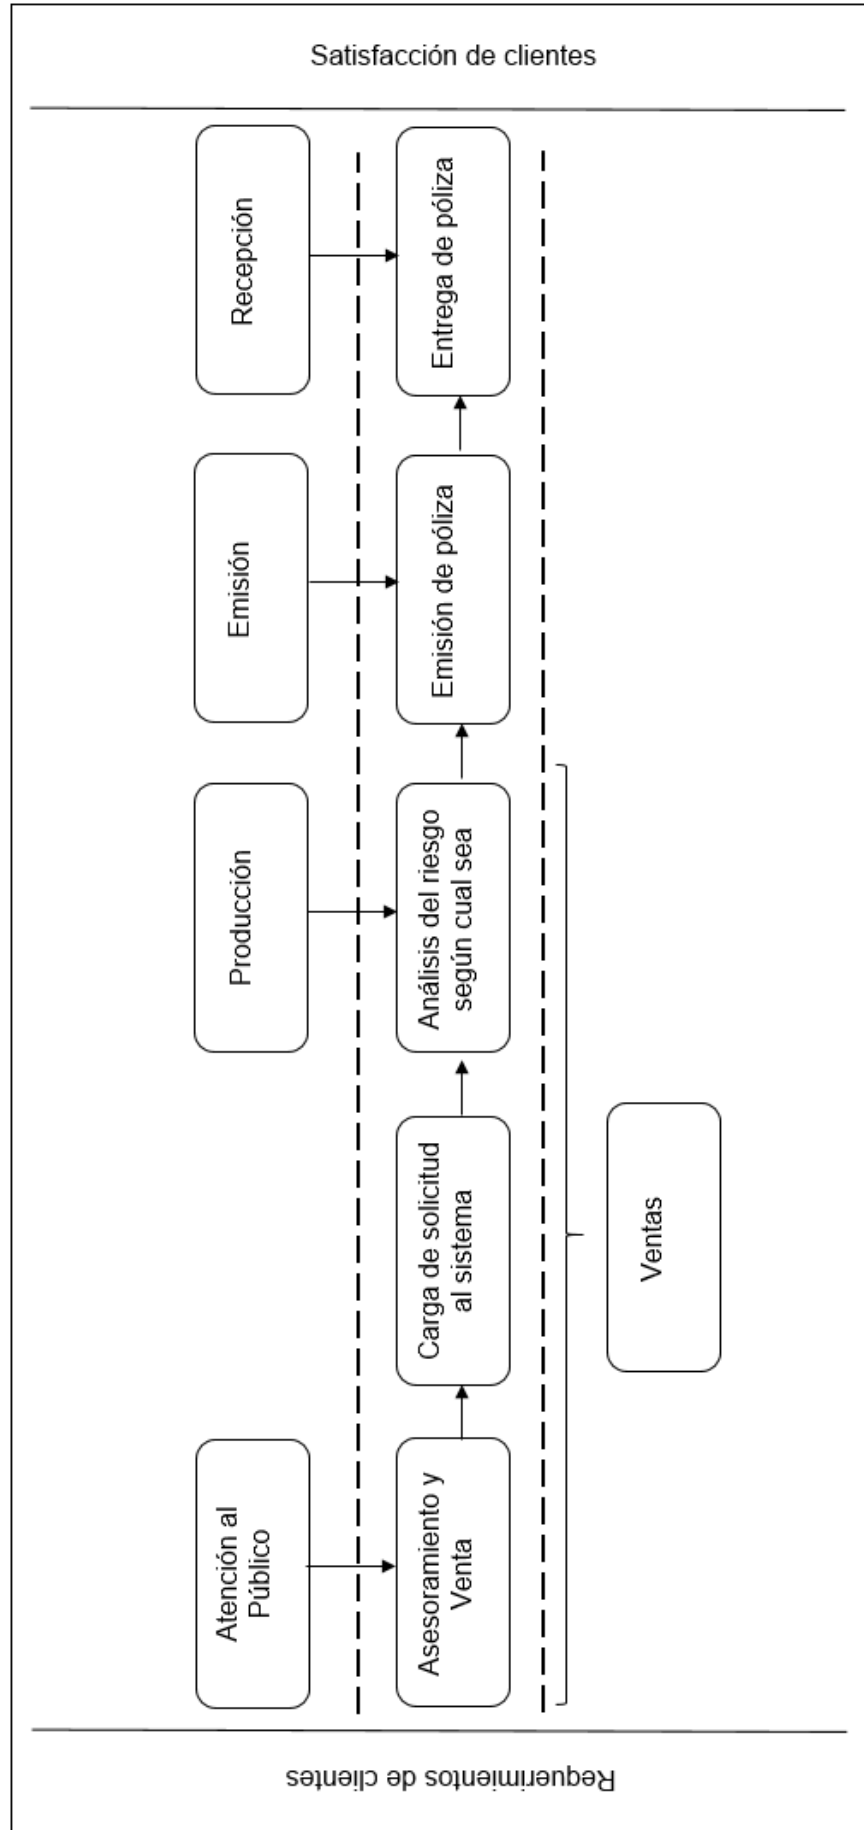 Requerimientos de clientes
Atención al
Público
Producción
Emisión
Recepción
Asesoramiento y
Venta
Carga de solicitud
al sistema
Análisis del riesgo
según cual sea
Emisión de póliza
Entrega de póliza
Ventas
Satisfacción de clientes